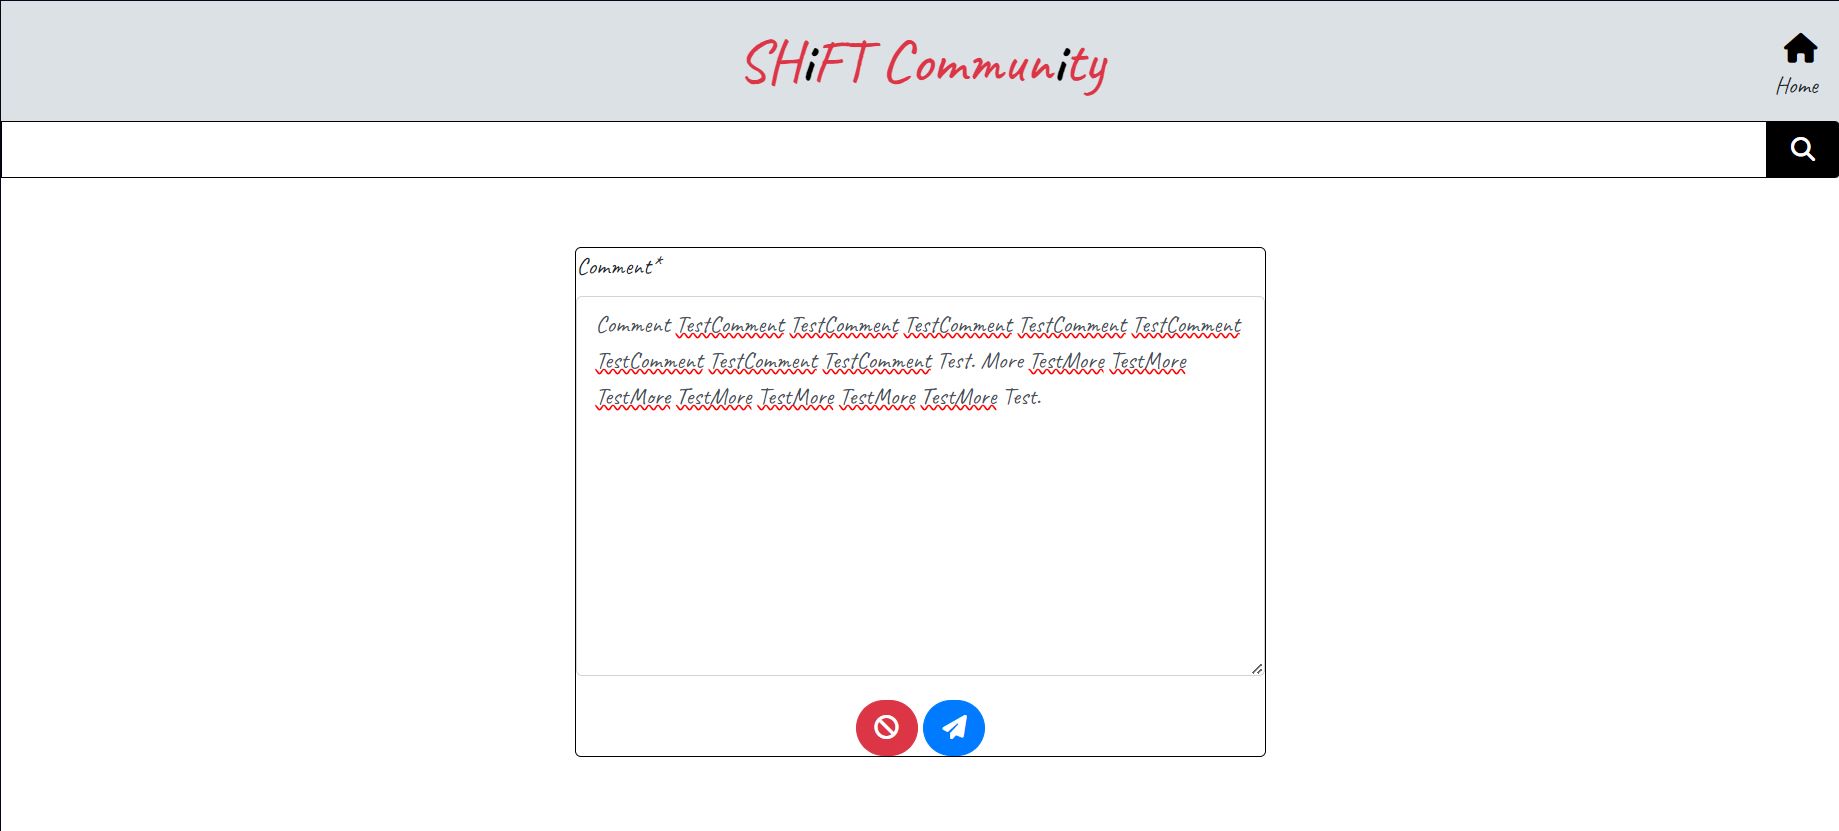 SHiFT Community
Home
Comment*
Comment TestComment TestComment TestComment TestComment TestComment
TestComment TestComment TestComment Test. More TestMore TestMore
TestMore TestMore TestMore TestMore TestMore Test.